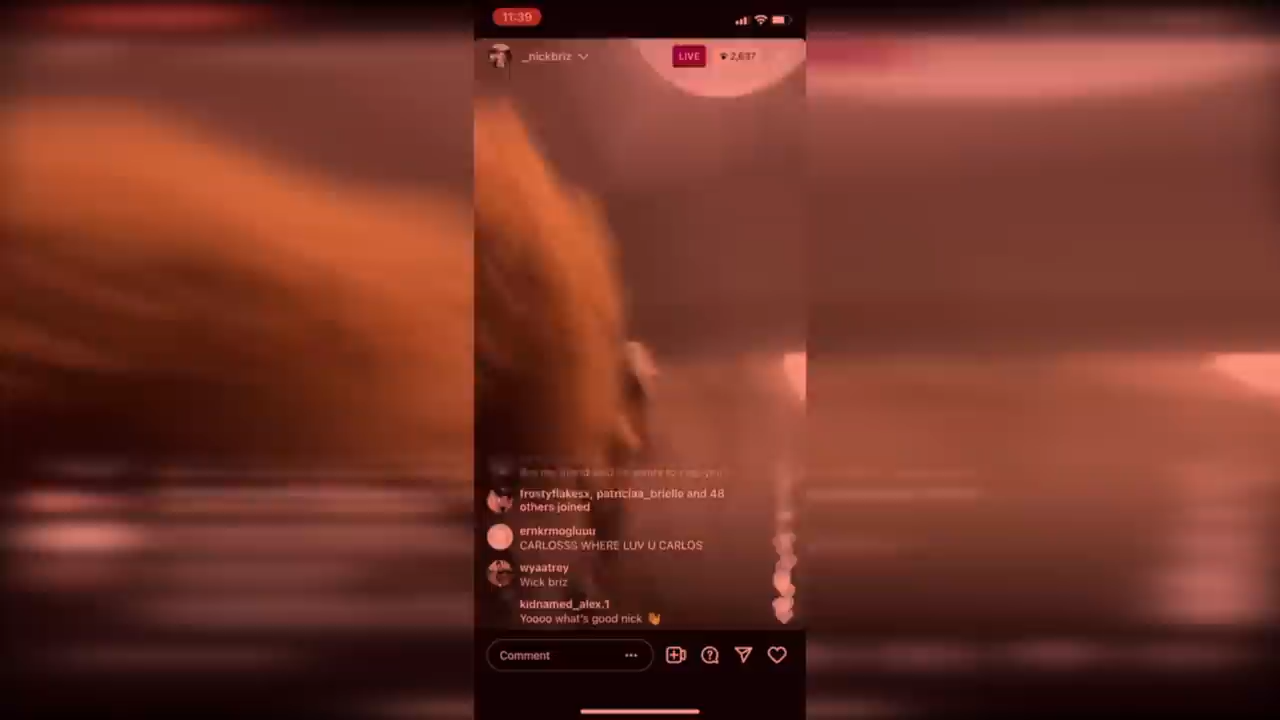 11:39
_nickbriz
LIVE
2,637
frostyflakesx, patriciaa_brielle and 48
others joined
ernkrmogluuu
CARLOSSS WHERE LUV U CARLOS
wyaatrey
Wick briz
kidnamed_alex.1
Yoooo what's good nick 👋
Comment